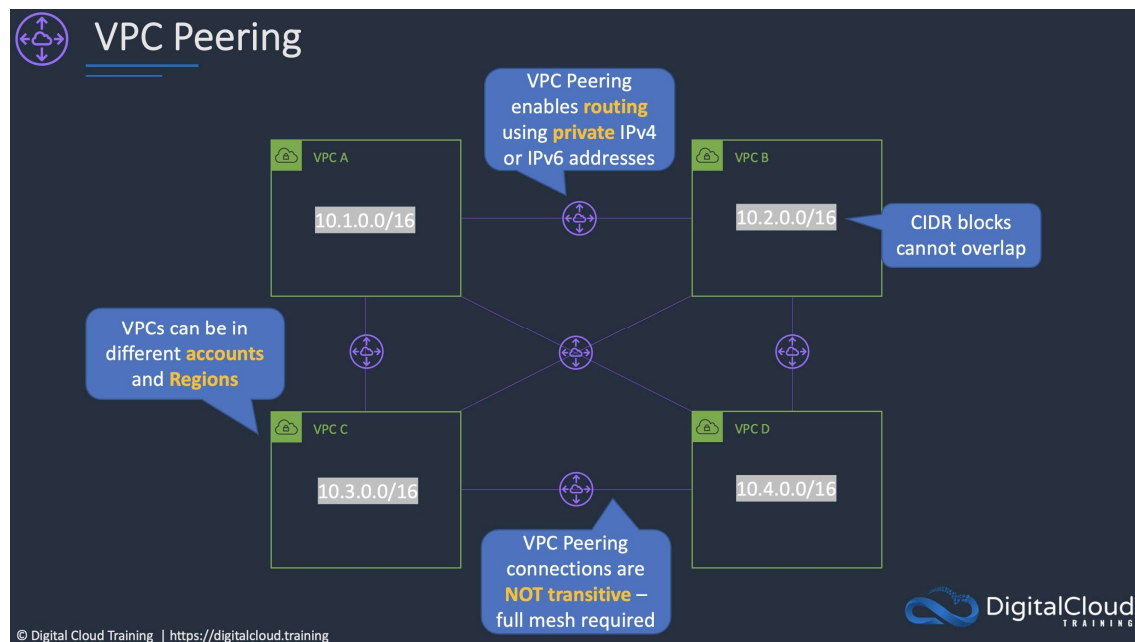 VPC Peering
VPC Peering
enables routing
using private IPv4
or IPv6 addresses
VPC A
10.1.0.0/16
VPC B
10.2.0.0/16
CIDR blocks
cannot overlap
VPCs can be in
different accounts
and Regions
VPC C
10.3.0.0/16
VPC D
10.4.0.0/16
VPC Peering
connections are
NOT transitive –
full mesh required
DigitalCloud
TRAINING
© Digital Cloud Training | https://digitalcloud.training